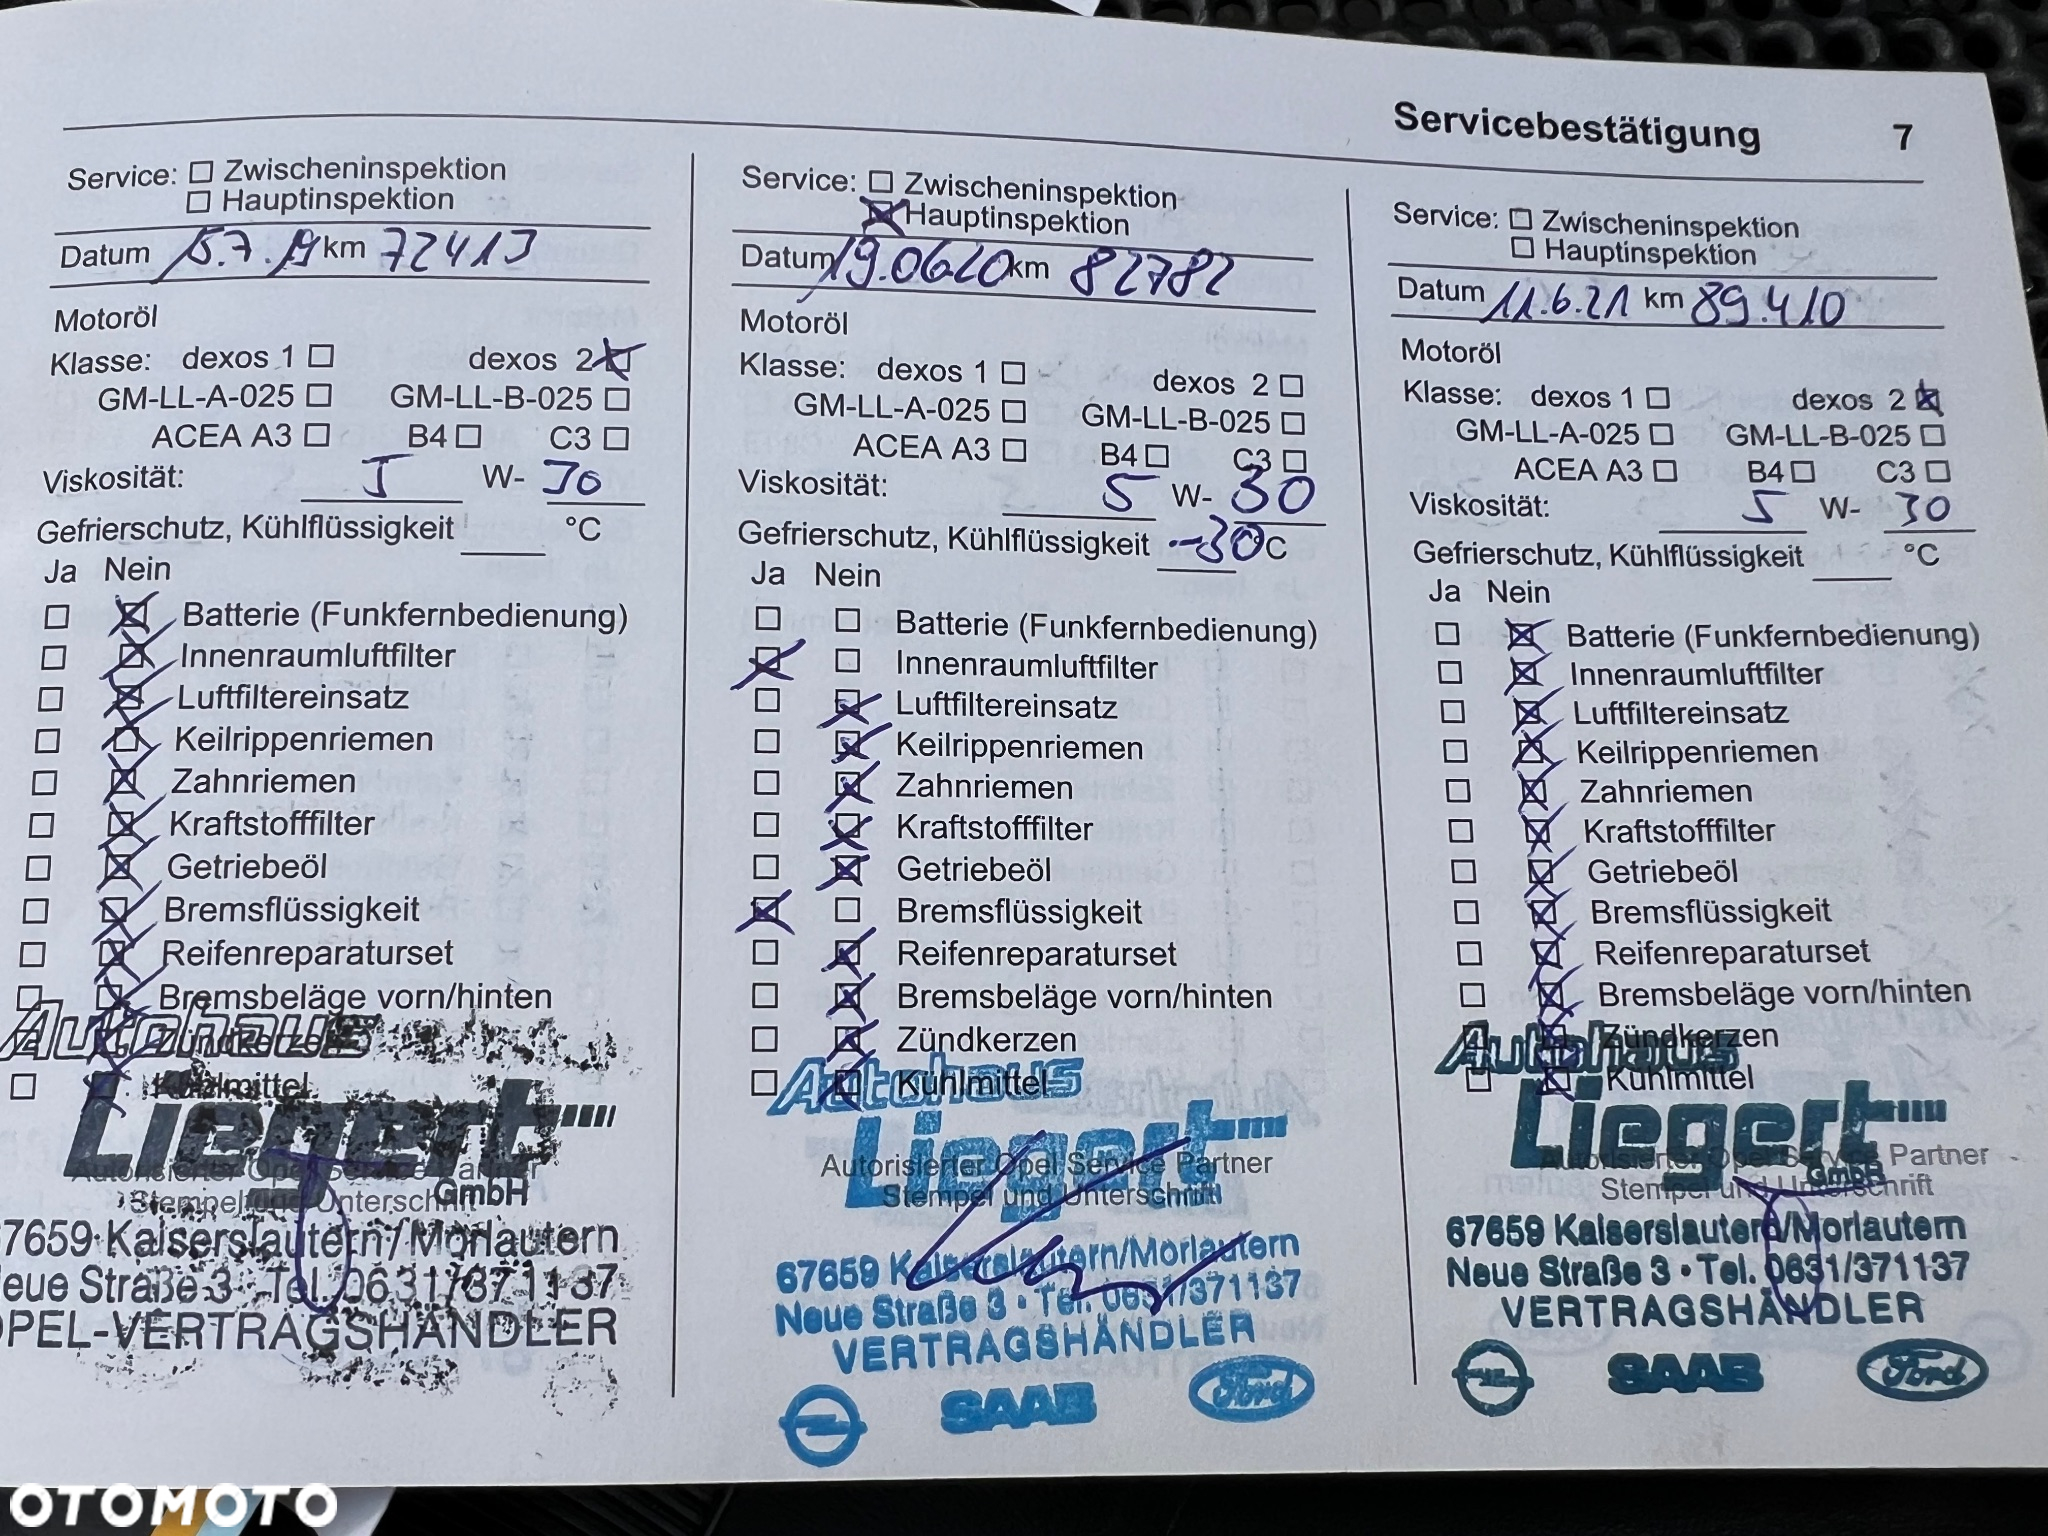 Servicebestätigung 7
Service: Zwischeninspektion
Hauptinspektion
Datum 15.7.19 km 72413
Motoröl
Klasse: dexos 1 dexos 2
GM-LL-A-025 GM-LL-B-025
ACEA A3 B4 C3
Viskosität: 5 W- 30
Gefrierschutz, Kühlflüssigkeit °C
Ja Nein
Batterie (Funkfernbedienung)
Innenraumluftfilter
Luftfiltereinsatz
Keilrippenriemen
Zahnriemen
Kraftstofffilter
Getriebeöl
Bremsflüssigkeit
Reifenreparaturset
Bremsbeläge vorn/hinten
Zündkerzen
Kühlmittel
Autohaus
Liegert
GmbH
Autorisierter Opel Service Partner
Stempel und Unterschrift
7659 Kaiserslautern/Morlautern
eue Straße 3 · Tel. 0631/371137
OPEL-VERTRAGSHÄNDLER
Service: Zwischeninspektion
Hauptinspektion
Datum 19.06.20 km 82782
Motoröl
Klasse: dexos 1 dexos 2
GM-LL-A-025 GM-LL-B-025
ACEA A3 B4 C3
Viskosität: 5 W- 30
Gefrierschutz, Kühlflüssigkeit -30°C
Ja Nein
Batterie (Funkfernbedienung)
Innenraumluftfilter
Luftfiltereinsatz
Keilrippenriemen
Zahnriemen
Kraftstofffilter
Getriebeöl
Bremsflüssigkeit
Reifenreparaturset
Bremsbeläge vorn/hinten
Zündkerzen
Kühlmittel
Autohaus
Liegert
Autorisierter Opel Service Partner
Stempel und Unterschrift
67659 Kaiserslautern/Morlautern
Neue Straße 3 · Tel. 0631/371137
VERTRAGSHÄNDLER
SAAB Ford
Service: Zwischeninspektion
Hauptinspektion
Datum 11.6.21 km 89.410
Motoröl
Klasse: dexos 1 dexos 2
GM-LL-A-025 GM-LL-B-025
ACEA A3 B4 C3
Viskosität: 5 W- 30
Gefrierschutz, Kühlflüssigkeit °C
Ja Nein
Batterie (Funkfernbedienung)
Innenraumluftfilter
Luftfiltereinsatz
Keilrippenriemen
Zahnriemen
Kraftstofffilter
Getriebeöl
Bremsflüssigkeit
Reifenreparaturset
Bremsbeläge vorn/hinten
Zündkerzen
Kühlmittel
Autohaus
Liegert
GmbH
Autorisierter Opel Service Partner
Stempel und Unterschrift
67659 Kaiserslautern/Morlautern
Neue Straße 3 · Tel. 0631/371137
VERTRAGSHÄNDLER
SAAB Ford
OTOMOTO